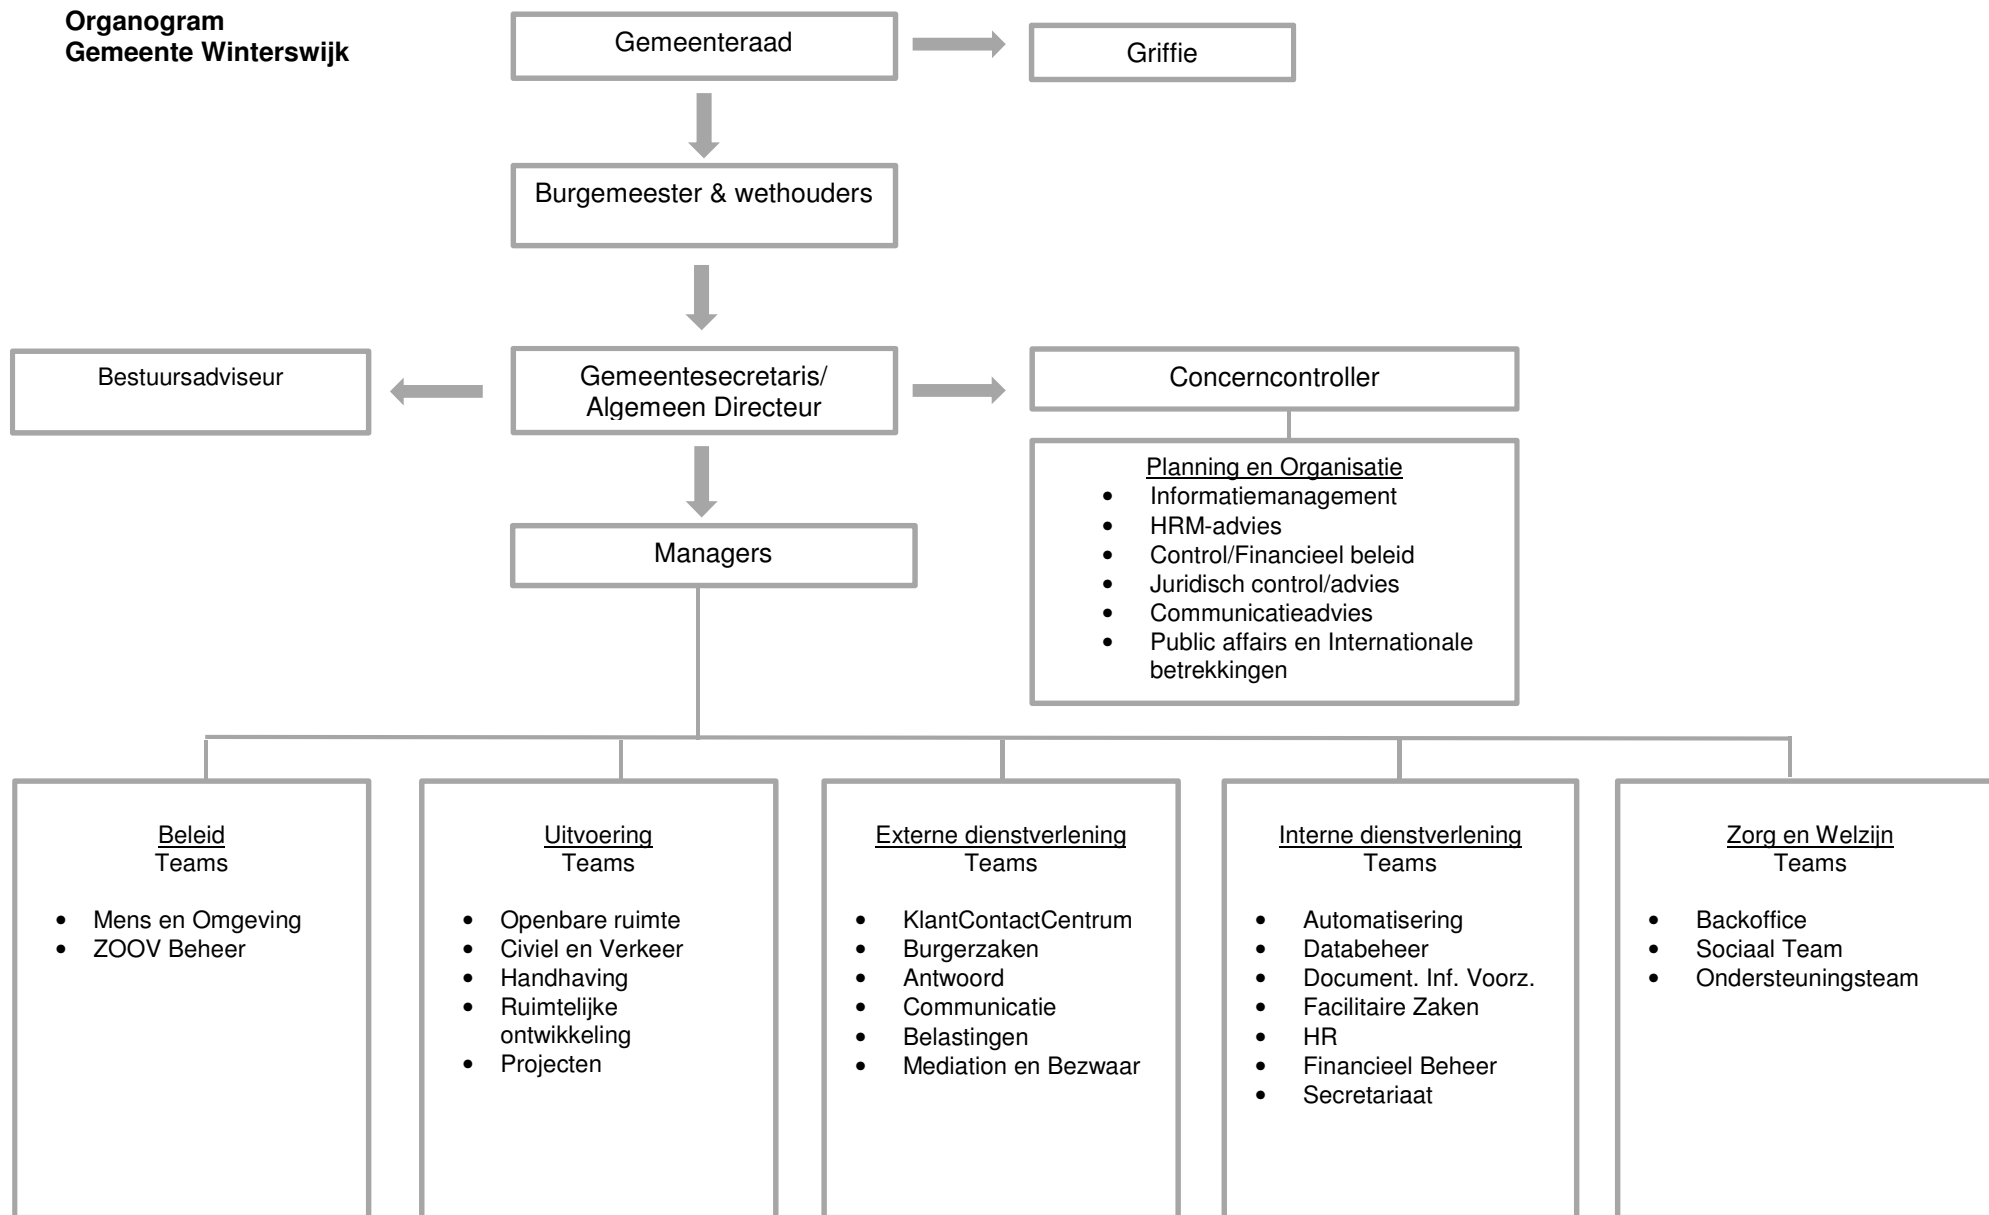 Organogram
Gemeente Winterswijk
Gemeenteraad
Griffie
Burgemeester & wethouders
Bestuursadviseur
Gemeentesecretaris/
Algemeen Directeur
Concerncontroller
Planning en Organisatie
• Informatiemanagement
• HRM-advies
• Control/Financieel beleid
• Juridisch control/advies
• Communicatieadvies
• Public affairs en Internationale
betrekkingen
Managers
Beleid
Teams
• Mens en Omgeving
• ZOOV Beheer
Uitvoering
Teams
• Openbare ruimte
• Civiel en Verkeer
• Handhaving
• Ruimtelijke
ontwikkeling
• Projecten
Externe dienstverlening
Teams
• KlantContactCentrum
• Burgerzaken
• Antwoord
• Communicatie
• Belastingen
• Mediation en Bezwaar
Interne dienstverlening
Teams
• Automatisering
• Databeheer
• Document. Inf. Voorz.
• Facilitaire Zaken
• HR
• Financieel Beheer
• Secretariaat
Zorg en Welzijn
Teams
• Backoffice
• Sociaal Team
• Ondersteuningsteam